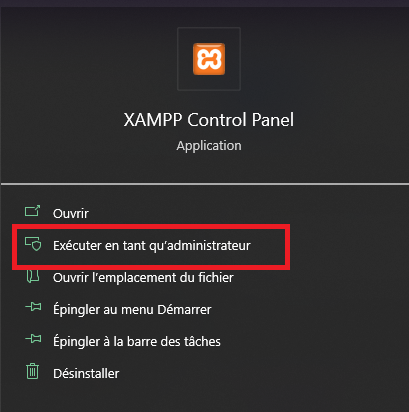 XAMPP Control Panel
Application
Ouvrir
Exécuter en tant qu'administrateur
Ouvrir l'emplacement du fichier
Épingler au menu Démarrer
Épingler à la barre des tâches
Désinstaller